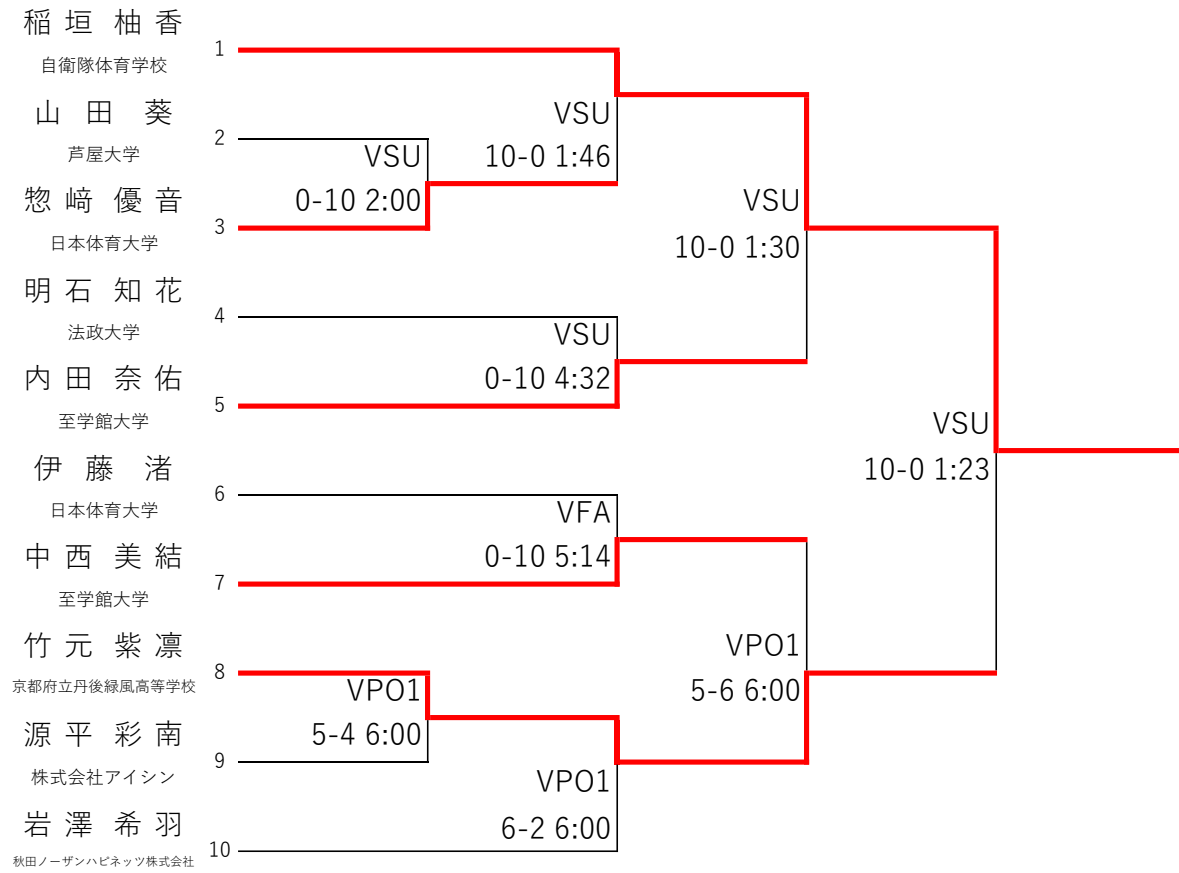 稲垣 柚香
自衛隊体育学校
1
山田 葵
芦屋大学
2
惣﨑 優音
日本体育大学
3
明石 知花
法政大学
4
内田 奈佑
至学館大学
5
伊藤 渚
日本体育大学
6
中西 美結
至学館大学
7
竹元 紫凛
京都府立丹後緑風高等学校
8
源平 彩南
株式会社アイシン
9
岩澤 希羽
秋田ノーザンハピネッツ株式会社
10
VSU
0-10 2:00
VPO1
5-4 6:00
VSU
10-0 1:46
VSU
0-10 4:32
VFA
0-10 5:14
VPO1
6-2 6:00
VSU
10-0 1:30
VPO1
5-6 6:00
VSU
10-0 1:23